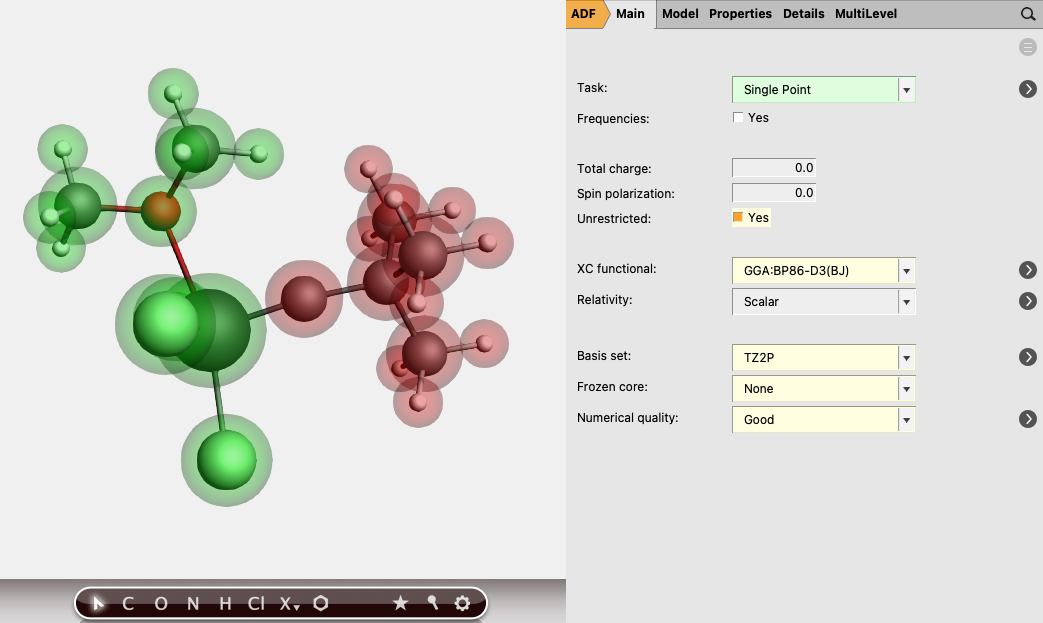 ADF Main Model Properties Details MultiLevel
Task: Single Point
Frequencies: Yes
Total charge: 0.0
Spin polarization: 0.0
Unrestricted: Yes
XC functional: GGA:BP86-D3(BJ)
Relativity: Scalar
Basis set: TZ2P
Frozen core: None
Numerical quality: Good
C O N H Cl X